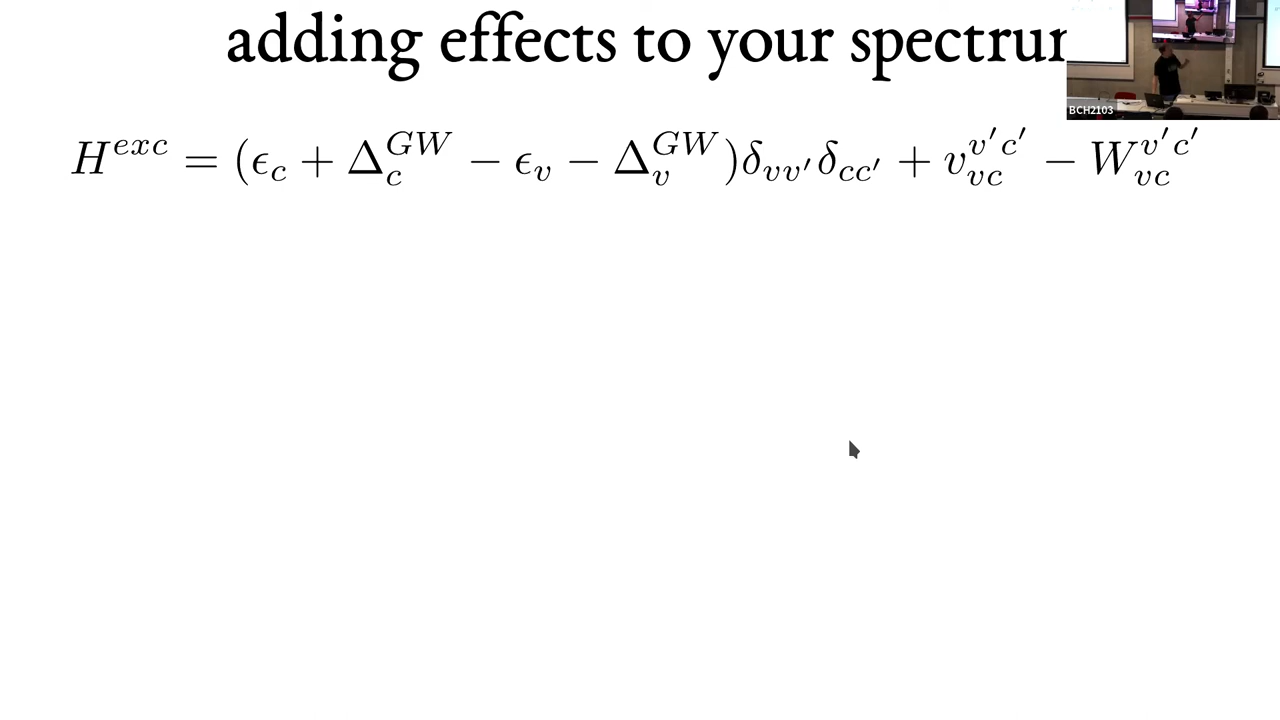 adding effects to your spectrum
H^{exc} = (\epsilon_c + \Delta_c^{GW} - \epsilon_v - \Delta_v^{GW})\delta_{vv'}\delta_{cc'} + v_{vc}^{v'c'} - W_{vc}^{v'c'}
BCH2103